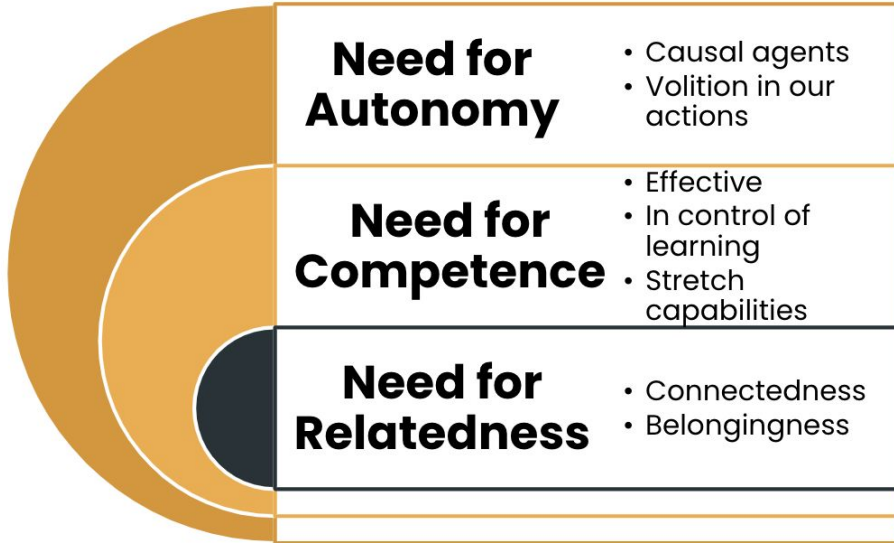 Need for
Autonomy
• Causal agents
• Volition in our
actions
Need for
Competence
• Effective
• In control of
learning
• Stretch
capabilities
Need for
Relatedness
• Connectedness
• Belongingness